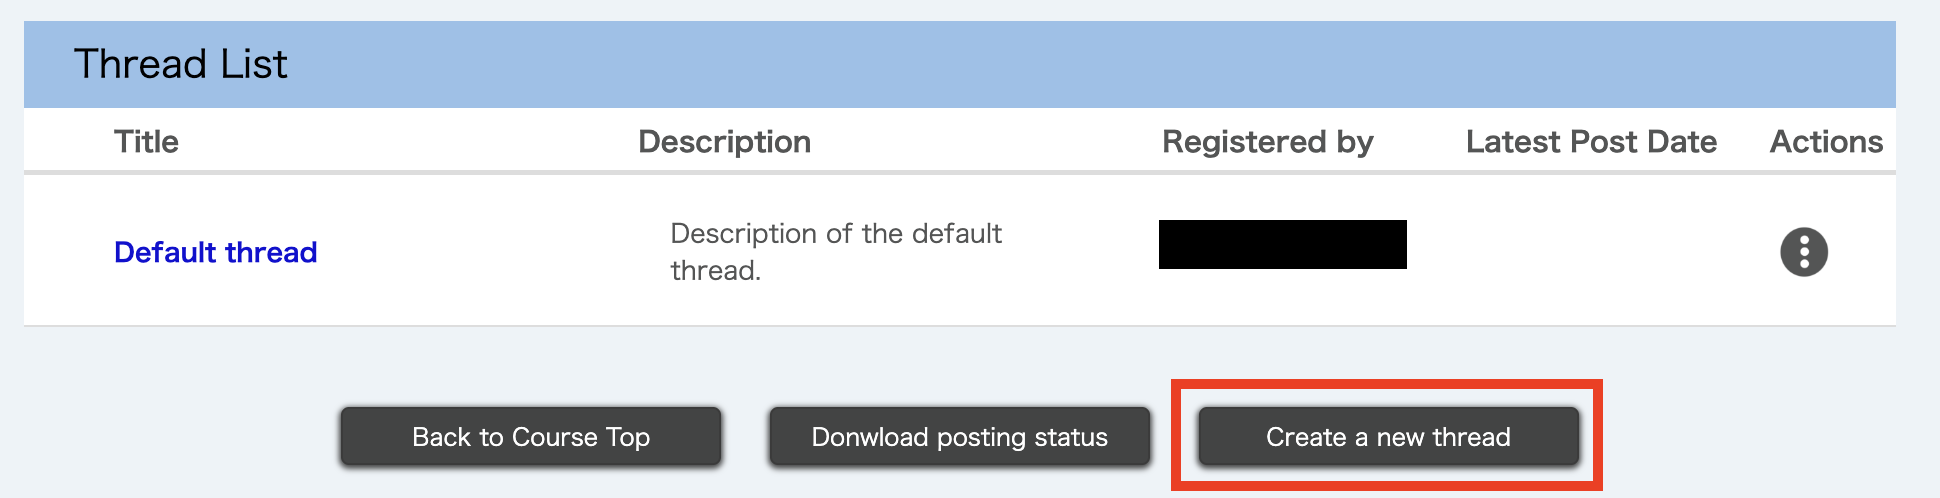 Thread List
Title Description Registered by Latest Post Date Actions
Default thread
Description of the default
thread.
Back to Course Top
Donwload posting status
Create a new thread